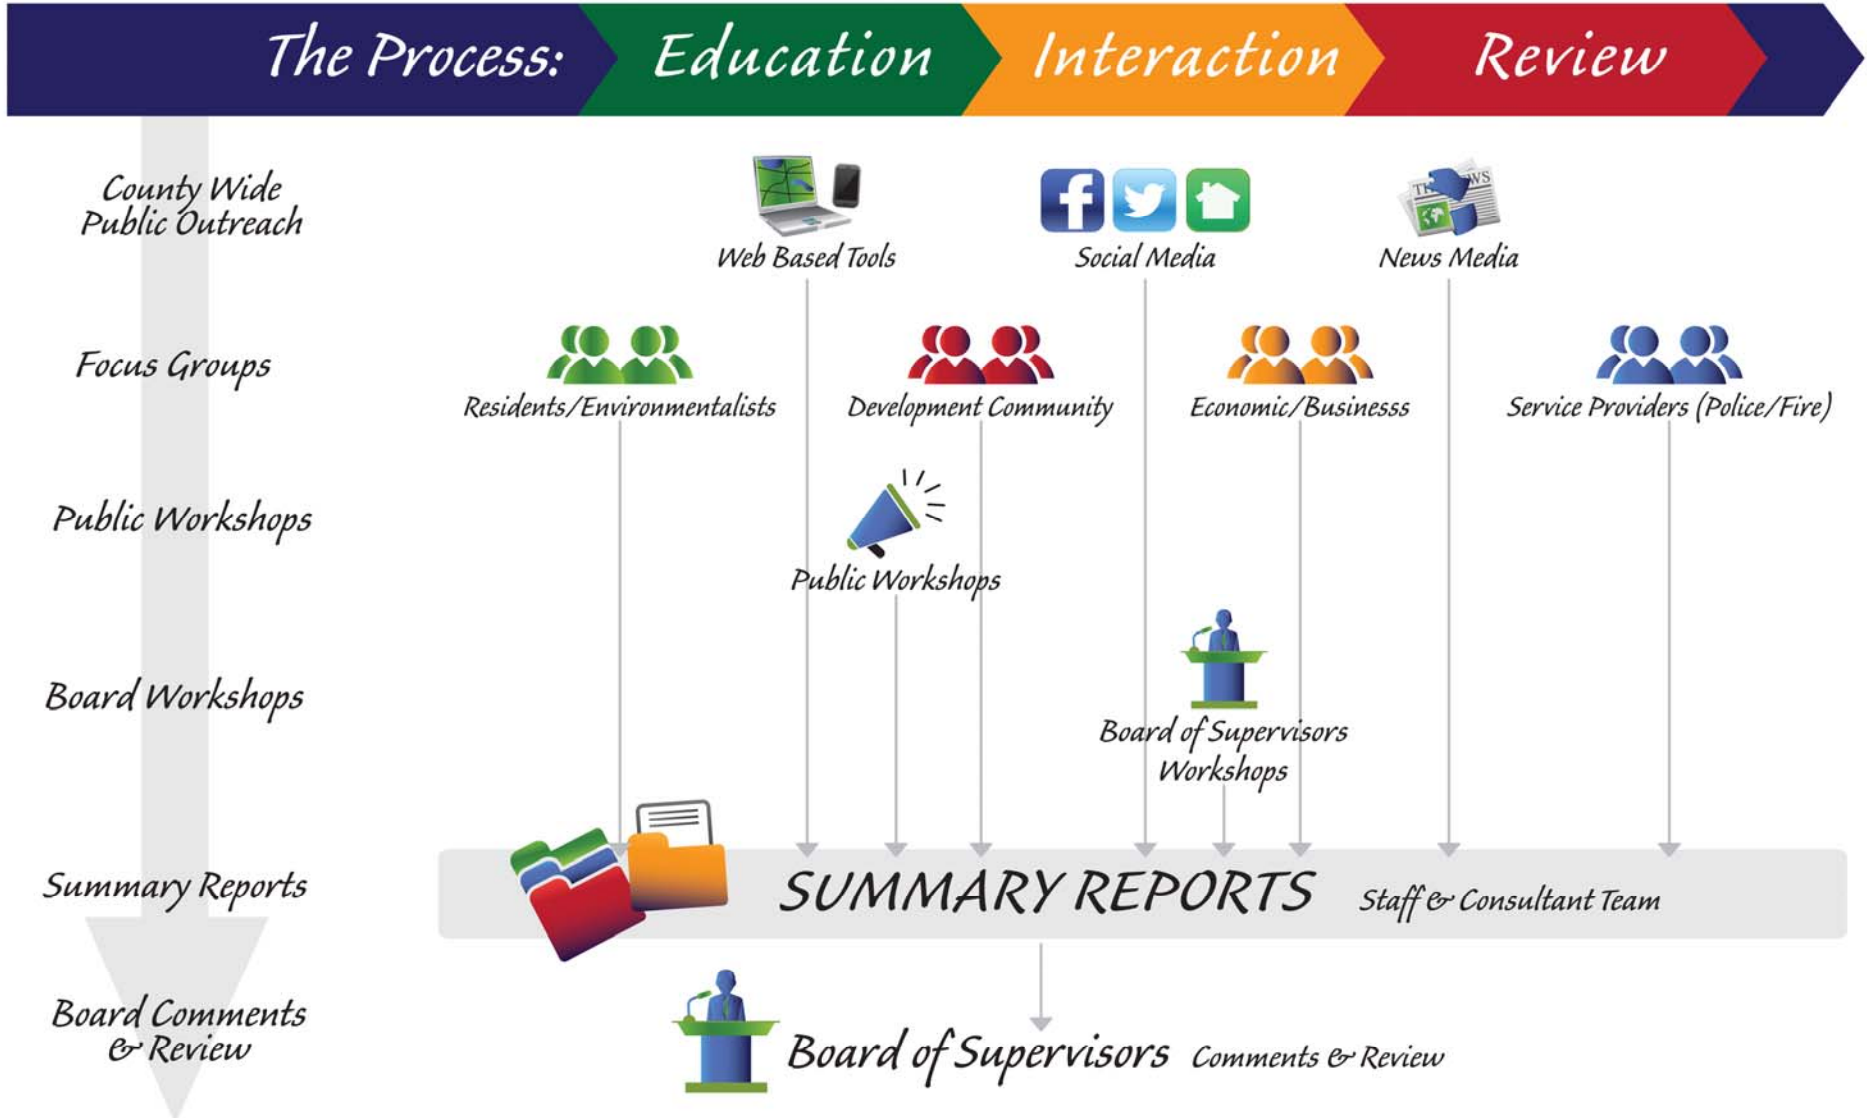 The Process:
Education
Interaction
Review
County Wide
Public Outreach
Web Based Tools
Social Media
News Media
Focus Groups
Residents/Environmentalists
Development Community
Economic/Businesss
Service Providers (Police/Fire)
Public Workshops
Public Workshops
Board Workshops
Board of Supervisors
Workshops
Summary Reports
SUMMARY REPORTS
Staff & Consultant Team
Board Comments
& Review
Board of Supervisors
Comments & Review